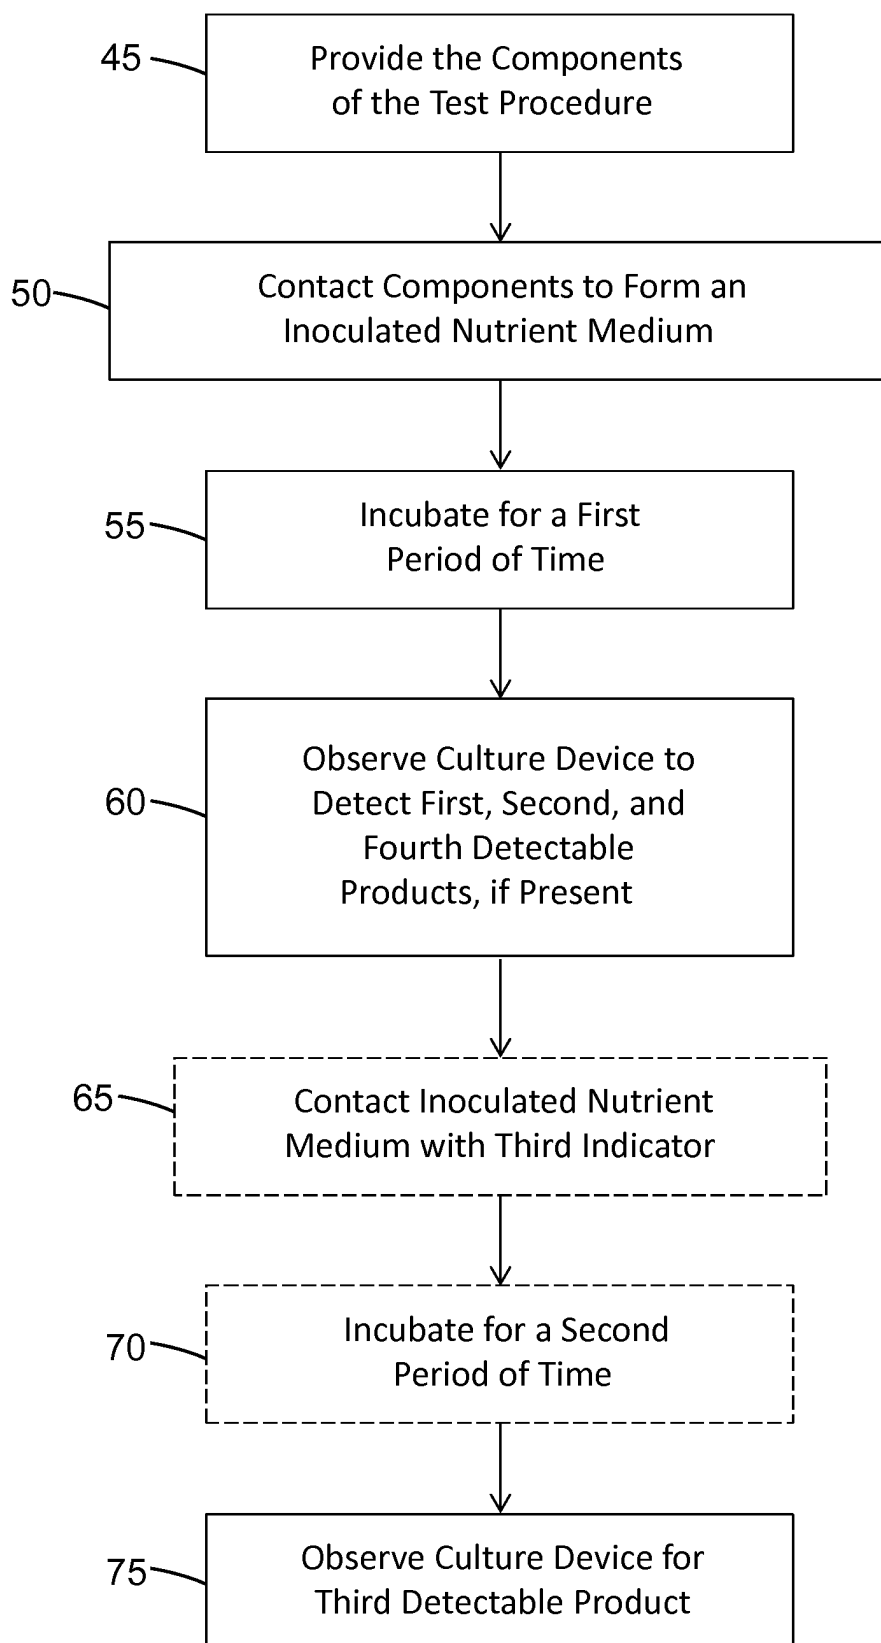 45
Provide the Components
of the Test Procedure
50
Contact Components to Form an
Inoculated Nutrient Medium
55
Incubate for a First
Period of Time
60
Observe Culture Device to
Detect First, Second, and
Fourth Detectable
Products, if Present
65
Contact Inoculated Nutrient
Medium with Third Indicator
70
Incubate for a Second
Period of Time
75
Observe Culture Device for
Third Detectable Product